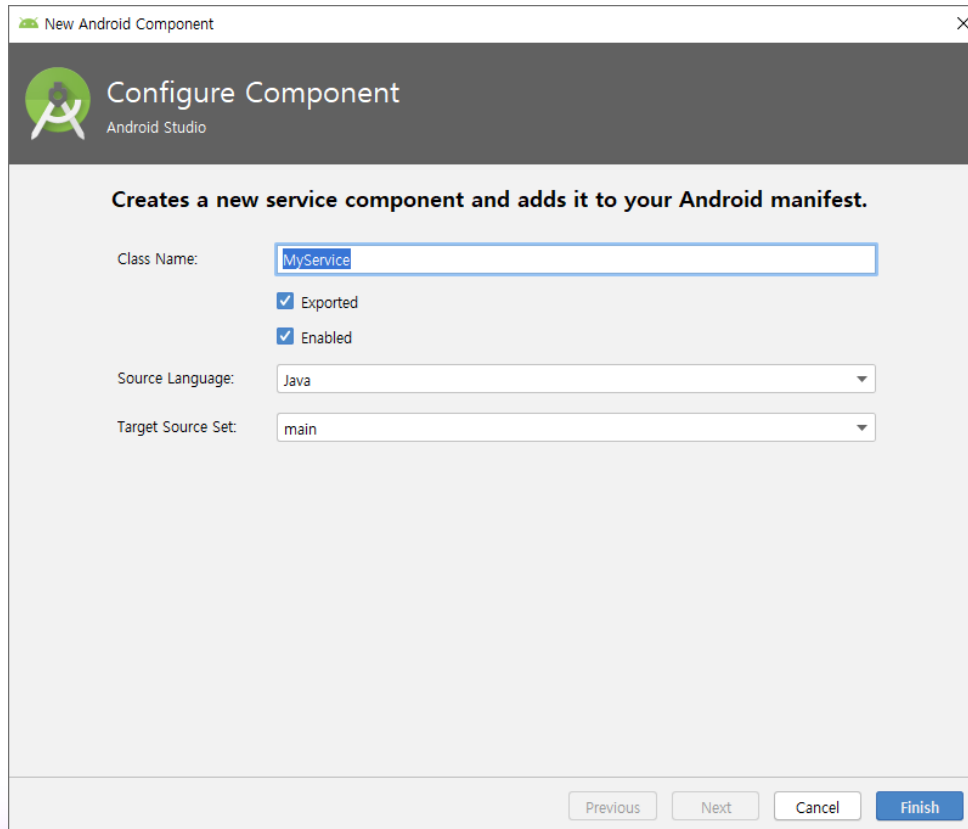 New Android Component
Configure Component
Android Studio
Creates a new service component and adds it to your Android manifest.
Class Name: MyService
Exported
Enabled
Source Language: Java
Target Source Set: main
Previous Next Cancel Finish